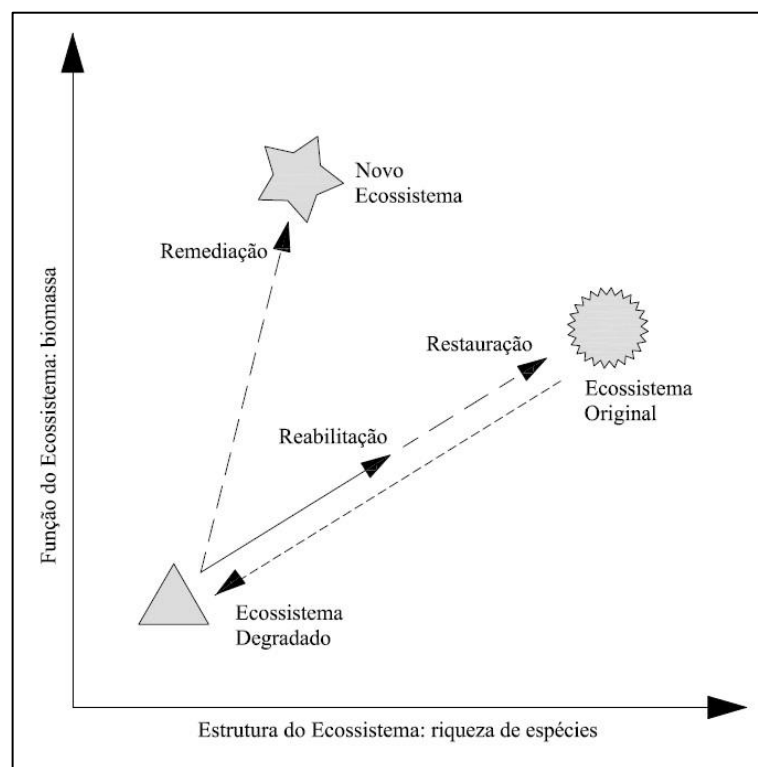 Novo
Ecossistema
Remediação
Restauração
Ecossistema
Original
Reabilitação
Ecossistema
Degradado
Função do Ecossistema: biomassa
Estrutura do Ecossistema: riqueza de espécies